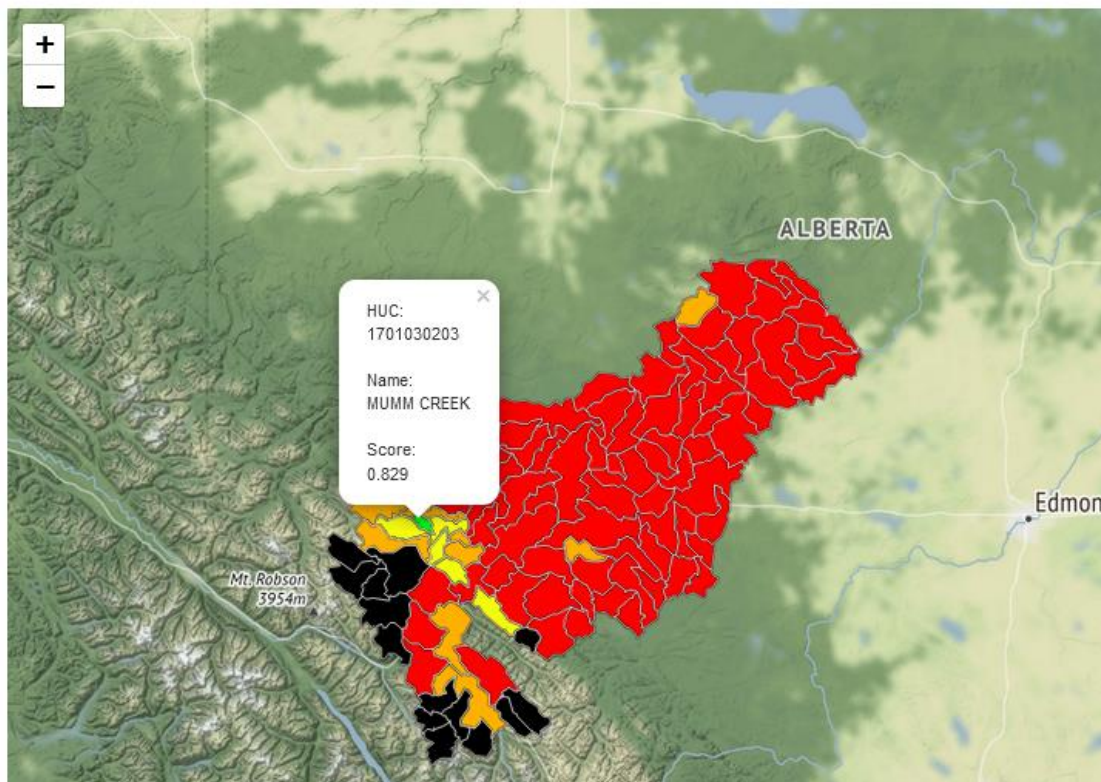 +
−
ALBERTA
×
HUC:
1701030203
Name:
MUMM CREEK
Score:
0.829
Edmon
Mt. Robson
3954m